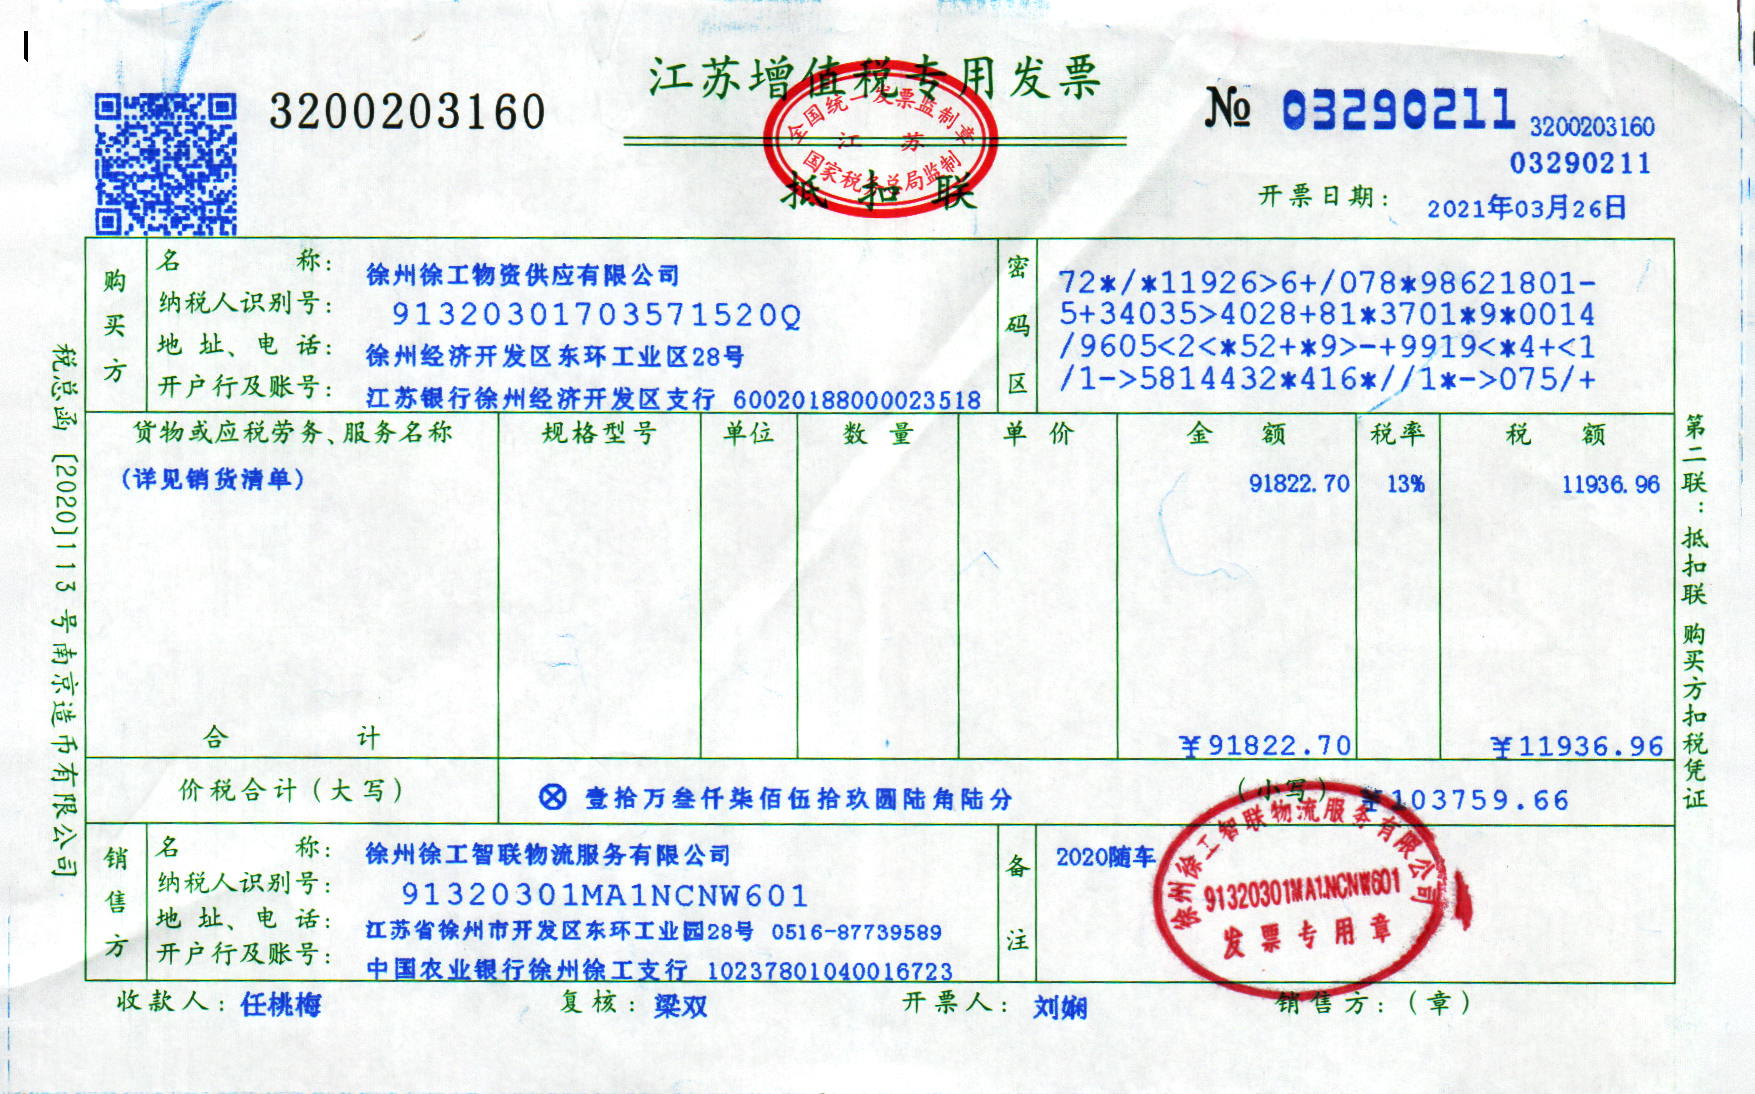 江苏增值税专用发票
3200203160
№ 03290211
3200203160
03290211
全国统一发票监制章
江 苏
国家税务总局监制
抵扣联
开票日期: 2021年03月26日
购买方
名 称: 徐州徐工物资供应有限公司
纳税人识别号: 91320301703571520Q
地 址、电 话: 徐州经济开发区东环工业区28号
开户行及账号: 江苏银行徐州经济开发区支行 60020188000023518
密码区
72*/*11926>6+/078*98621801-
5+34035>4028+81*3701*9*0014
/9605<2<*52+*9>-+9919<*4+<1
/1->5814432*416*//1*->075/+
货物或应税劳务、服务名称 规格型号 单位 数 量 单 价 金 额 税率 税 额
(详见销货清单) 91822.70 13% 11936.96
合 计 ¥91822.70 ¥11936.96
价税合计(大写) ⊗ 壹拾万叁仟柒佰伍拾玖圆陆角陆分 (小写) ¥103759.66
销售方
名 称: 徐州徐工智联物流服务有限公司
纳税人识别号: 91320301MA1NCNW601
地 址、电 话: 江苏省徐州市开发区东环工业园28号 0516-87739589
开户行及账号: 中国农业银行徐州徐工支行 10237801040016723
备注
2020随车
徐州徐工智联物流服务有限公司
91320301MA1NCNW601
发票专用章
收款人: 任桃梅 复核: 梁双 开票人: 刘娴 销售方:(章)
税总函〔2020〕113号南京造币有限公司
第二联:抵扣联 购买方扣税凭证